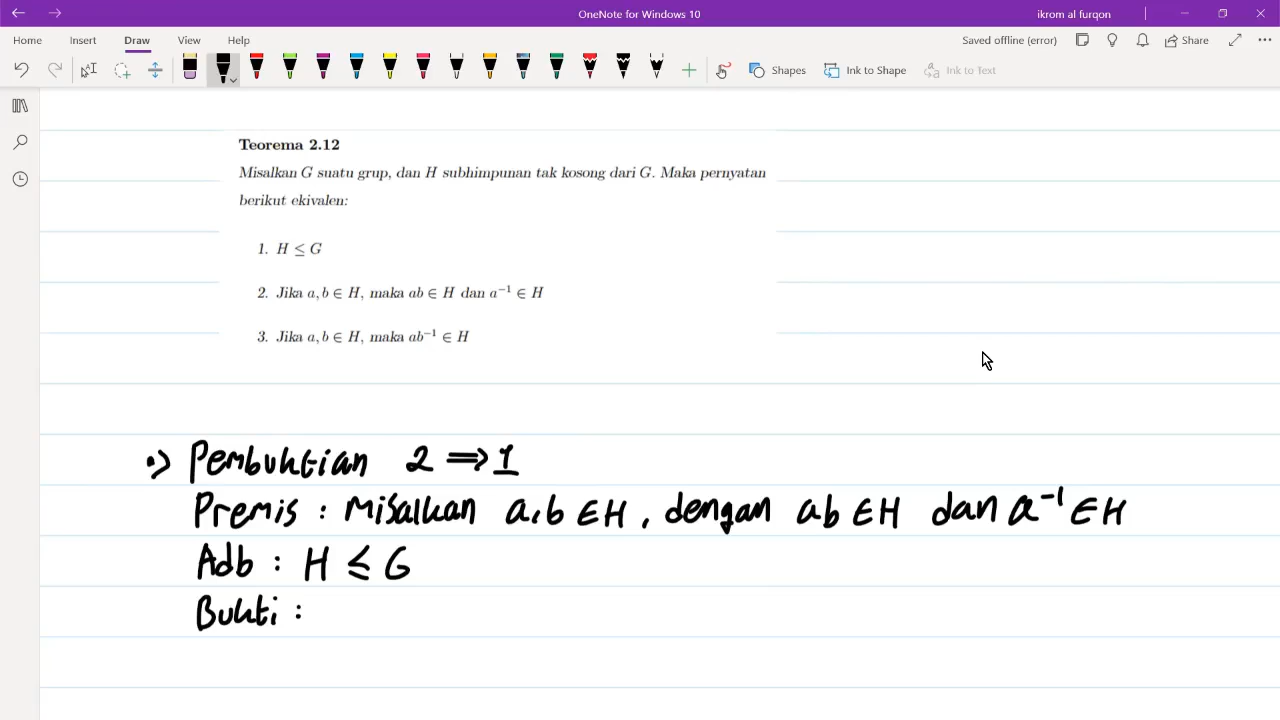 OneNote for Windows 10
ikrom al furqon
Home Insert Draw View Help
Saved offline (error) Share
Shapes Ink to Shape Ink to Text
Teorema 2.12
Misalkan G suatu grup, dan H subhimpunan tak kosong dari G. Maka pernyatan
berikut ekivalen:
1. H ≤ G
2. Jika a, b ∈ H, maka ab ∈ H dan a⁻¹ ∈ H
3. Jika a, b ∈ H, maka ab⁻¹ ∈ H
•> Pembuktian 2 ⟹ 1
Premis : Misalkan a,b ∈ H, dengan ab ∈ H dan a⁻¹ ∈ H
Adb : H ≤ G
Bukti :